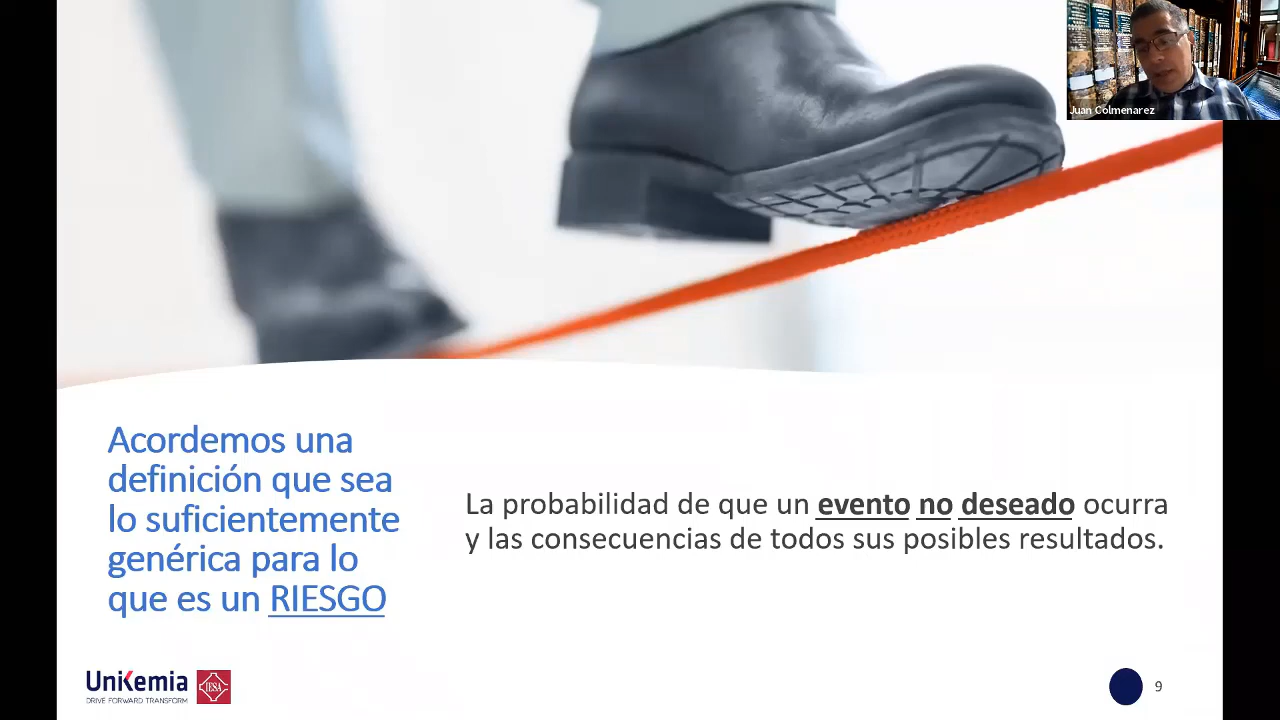 Juan Colmenarez
Acordemos una
definición que sea
lo suficientemente
genérica para lo
que es un RIESGO
La probabilidad de que un evento no deseado ocurra
y las consecuencias de todos sus posibles resultados.
UniKemia
DRIVE FORWARD TRANSFORM
IESA
9